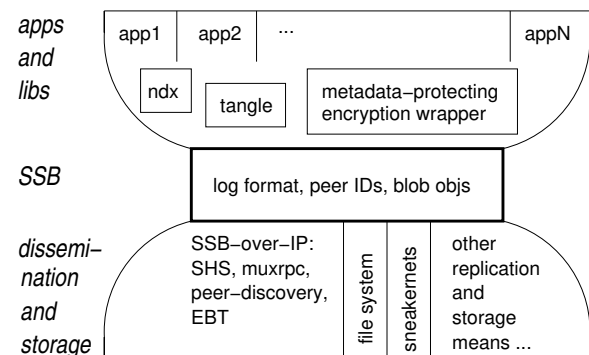 apps
and
libs
app1
app2
...
appN
ndx
tangle
metadata−protecting
encryption wrapper
SSB
log format, peer IDs, blob objs
dissemi−
nation
and
storage
SSB−over−IP:
SHS, muxrpc,
peer−discovery,
EBT
file system
sneakernets
other
replication
and
storage
means ...